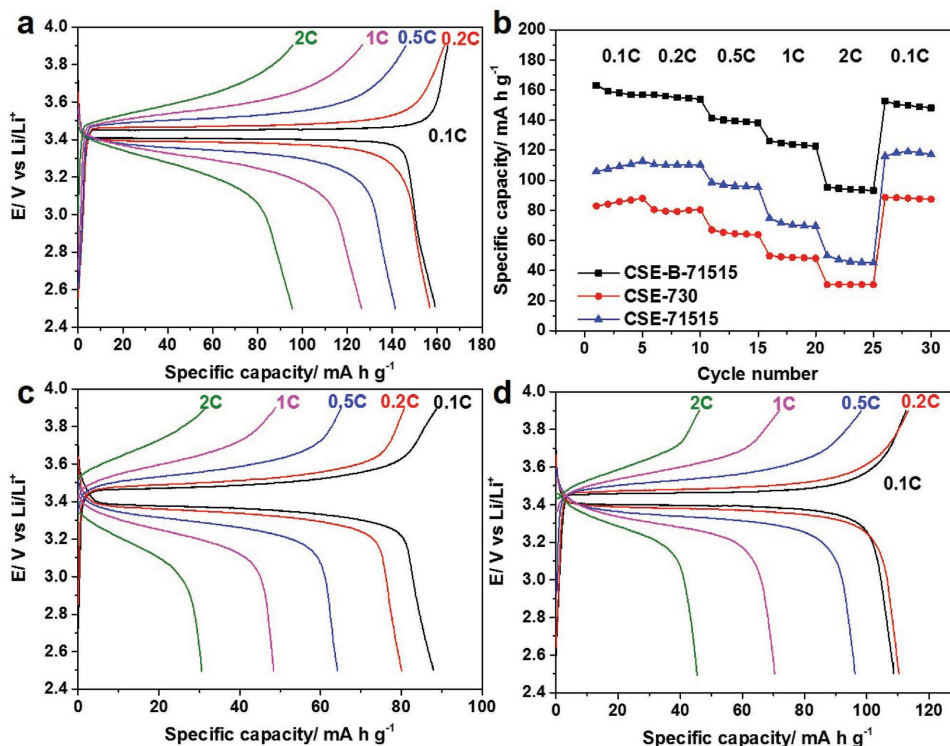 a
4.0
3.8
3.6
3.4
3.2
3.0
2.8
2.6
2.4
E/ V vs Li/Li⁺
2C 1C 0.5C 0.2C
0.1C
0 20 40 60 80 100 120 140 160 180
Specific capacity/ mA h g⁻¹
b
200
180
160
140
120
100
80
60
40
20
0
Specific capacity/ mA h g⁻¹
0.1C 0.2C 0.5C 1C 2C 0.1C
CSE-B-71515
CSE-730
CSE-71515
0 5 10 15 20 25 30
Cycle number
c
4.0
3.8
3.6
3.4
3.2
3.0
2.8
2.6
2.4
E/ V vs Li/Li⁺
2C 1C 0.5C 0.2C 0.1C
0 20 40 60 80 100
Specific capacity/ mA h g⁻¹
d
4.0
3.8
3.6
3.4
3.2
3.0
2.8
2.6
2.4
E/ V vs Li/Li⁺
2C 1C 0.5C 0.2C
0.1C
0 20 40 60 80 100 120
Specific capacity/ mA h g⁻¹